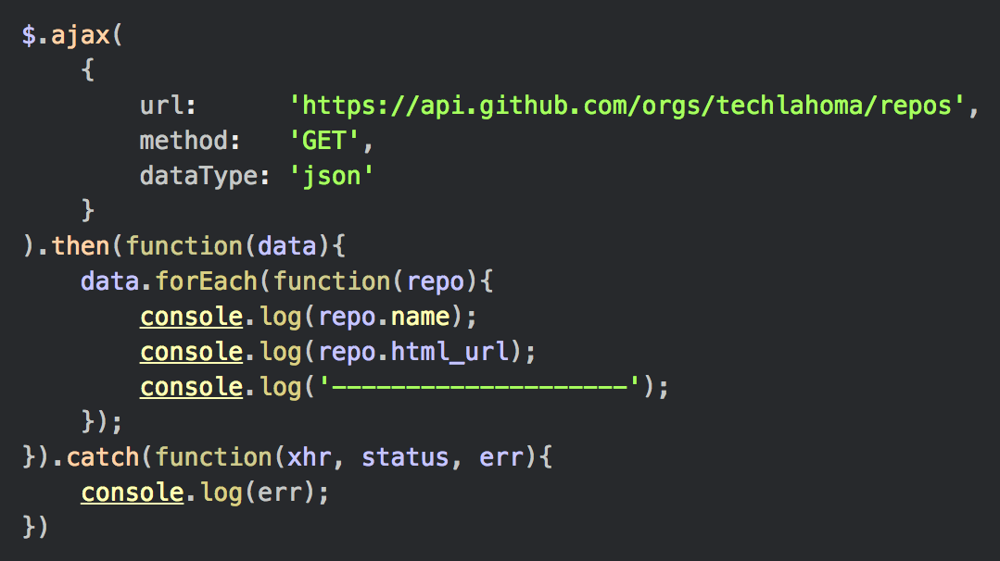 $.ajax(
    {
        url:      'https://api.github.com/orgs/techlahoma/repos',
        method:   'GET',
        dataType: 'json'
    }
).then(function(data){
    data.forEach(function(repo){
        console.log(repo.name);
        console.log(repo.html_url);
        console.log('--------------------');
    });
}).catch(function(xhr, status, err){
    console.log(err);
})